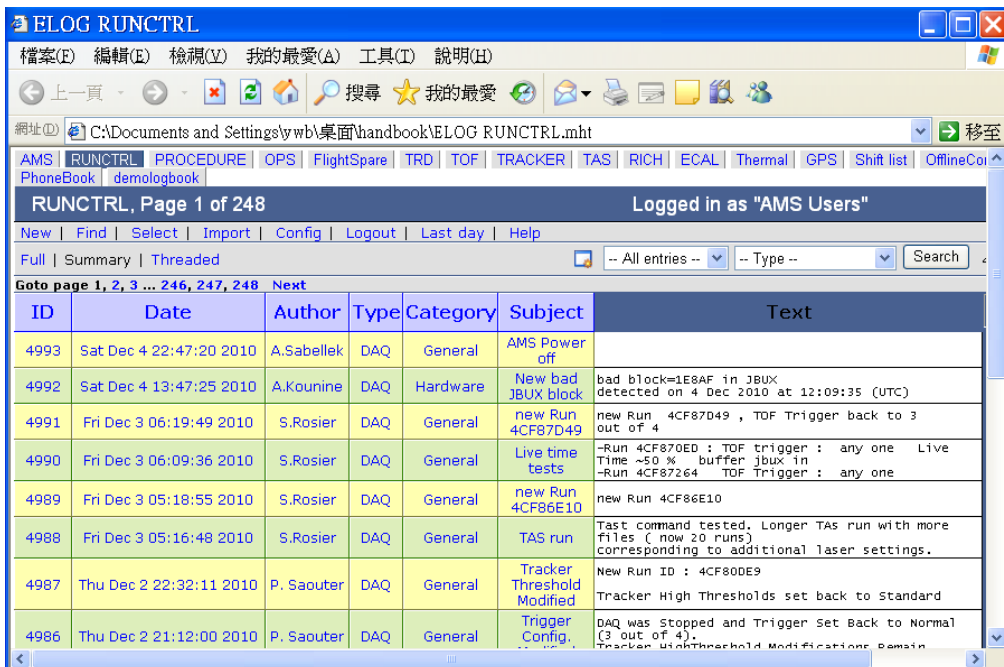 ELOG RUNCTRL
檔案(F) 編輯(E) 檢視(V) 我的最愛(A) 工具(T) 說明(H)
上一頁 搜尋 我的最愛
網址(D) C:\Documents and Settings\ywb\桌面\handbook\ELOG RUNCTRL.mht 移至
AMS | RUNCTRL | PROCEDURE | OPS | FlightSpare | TRD | TOF | TRACKER | TAS | RICH | ECAL | Thermal | GPS | Shift list |
PhoneBook | demologbook |
RUNCTRL, Page 1 of 248 Logged in as "AMS Users"
New | Find | Select | Import | Config | Logout | Last day | Help
Full | Summary | Threaded -- All entries -- -- Type -- Search
Goto page 1, 2, 3 ... 246, 247, 248 Next
ID Date Author Type Category Subject Text
4993 Sat Dec 4 22:47:20 2010 A.Sabellek DAQ General AMS Power off
4992 Sat Dec 4 13:47:25 2010 A.Kounine DAQ Hardware New bad JBUX block bad block=1E8AF in JBUX
detected on 4 Dec 2010 at 12:09:35 (UTC)
4991 Fri Dec 3 06:19:49 2010 S.Rosier DAQ General new Run 4CF87D49 new Run 4CF87D49 , TOF Trigger back to 3
out of 4
4990 Fri Dec 3 06:09:36 2010 S.Rosier DAQ General Live time tests -Run 4CF870ED : TOF trigger : any one Live
Time ~50 % buffer jbux in
-Run 4CF87264 TOF Trigger : any one
4989 Fri Dec 3 05:18:55 2010 S.Rosier DAQ General new Run 4CF86E10 new Run 4CF86E10
4988 Fri Dec 3 05:16:48 2010 S.Rosier DAQ General TAS run Tast command tested. Longer TAs run with more
files ( now 20 runs)
corresponding to additional laser settings.
4987 Thu Dec 2 22:32:11 2010 P. Saouter DAQ General Tracker Threshold Modified New Run ID : 4CF80DE9
Tracker High Thresholds set back to Standard
4986 Thu Dec 2 21:12:00 2010 P. Saouter DAQ General Trigger Config. DAQ was Stopped and Trigger Set Back to Normal
(3 out of 4).
Tracker HighThreshold Modifications Remain